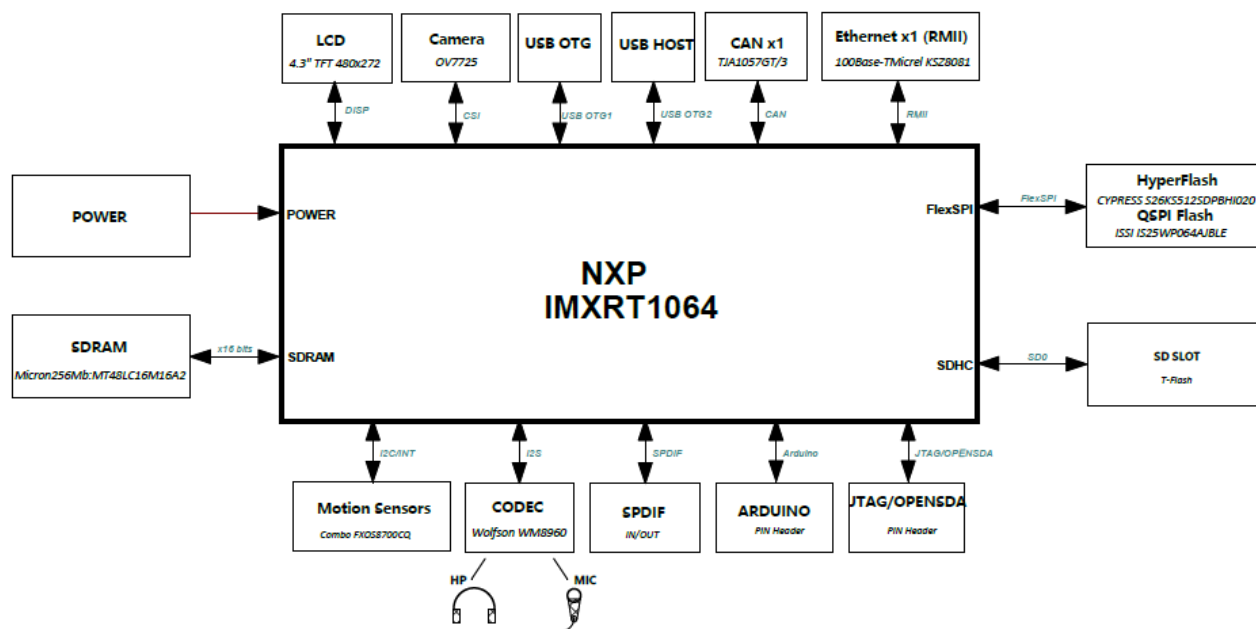 LCD
4.3" TFT 480x272
Camera
OV7725
USB OTG
USB HOST
CAN x1
TJA1057GT/3
Ethernet x1 (RMII)
100Base-TMicrel KSZ8081
DISP
CSI
USB OTG1
USB OTG2
CAN
RMII
POWER
POWER
FlexSPI
FlexSPI
HyperFlash
CYPRESS S26KS512SDPBHI020
QSPI Flash
ISSI IS25WP064AJBLE
NXP
IMXRT1064
SDRAM
Micron256Mb:MT48LC16M16A2
x16 bits
SDRAM
SDHC
SD0
SD SLOT
T-Flash
I2C/INT
I2S
SPDIF
Arduino
JTAG/OPENSDA
Motion Sensors
Combo FXOS8700CQ
CODEC
Wolfson WM8960
SPDIF
IN/OUT
ARDUINO
PIN Header
JTAG/OPENSDA
PIN Header
HP
MIC